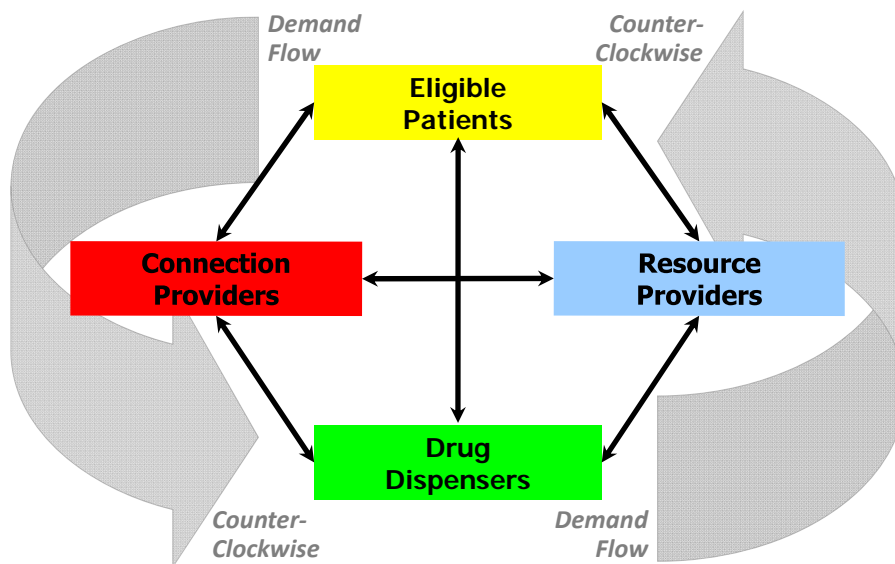 Demand
Flow
Counter-
Clockwise
Eligible
Patients
Connection
Providers
Resource
Providers
Drug
Dispensers
Counter-
Clockwise
Demand
Flow